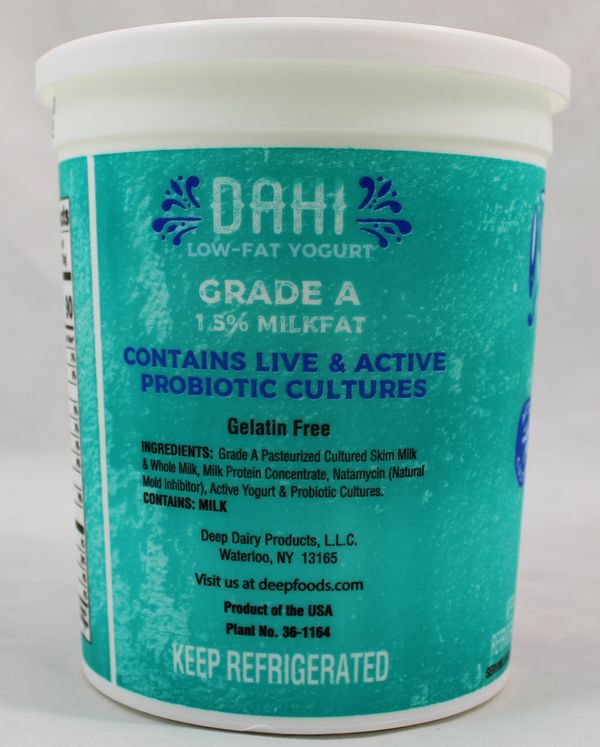 DAHI
LOW-FAT YOGURT
GRADE A
1.5% MILKFAT
CONTAINS LIVE & ACTIVE
PROBIOTIC CULTURES
Gelatin Free
INGREDIENTS: Grade A Pasteurized Cultured Skim Milk
& Whole Milk, Milk Protein Concentrate, Natamycin (Natural
Mold Inhibitor), Active Yogurt & Probiotic Cultures.
CONTAINS: MILK
Deep Dairy Products, L.L.C.
Waterloo, NY 13165
Visit us at deepfoods.com
Product of the USA
Plant No. 36-1164
KEEP REFRIGERATED